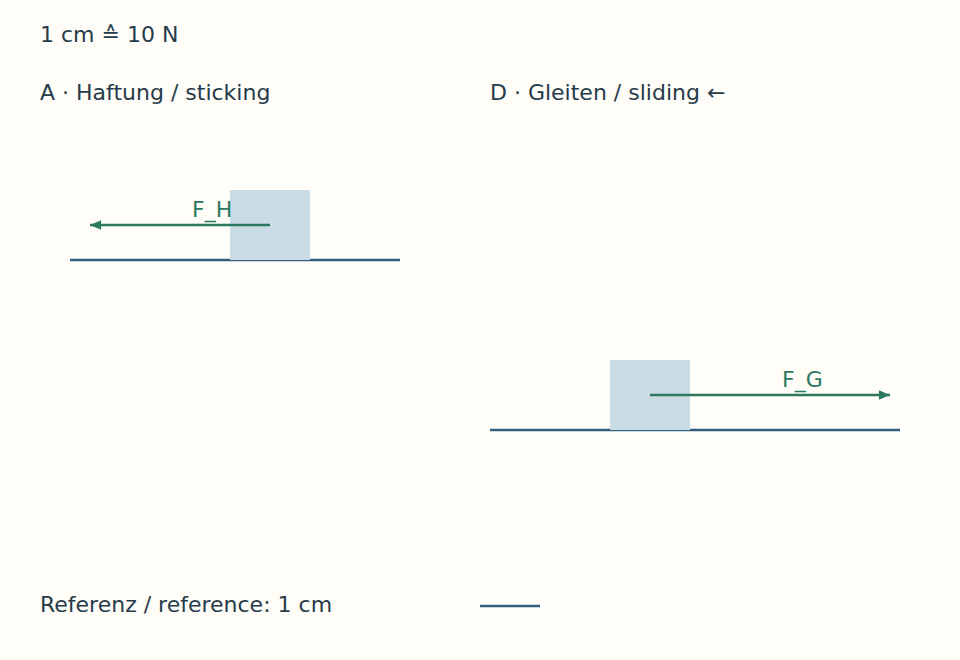 1 cm ≙ 10 N
A · Haftung / sticking
D · Gleiten / sliding ←
F_H
F_G
Referenz / reference: 1 cm